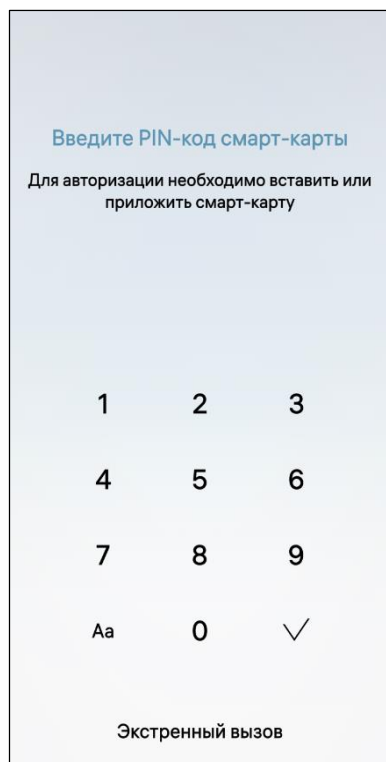 Введите PIN-код смарт-карты
Для авторизации необходимо вставить или
приложить смарт-карту
1 2 3
4 5 6
7 8 9
Aa 0
Экстренный вызов